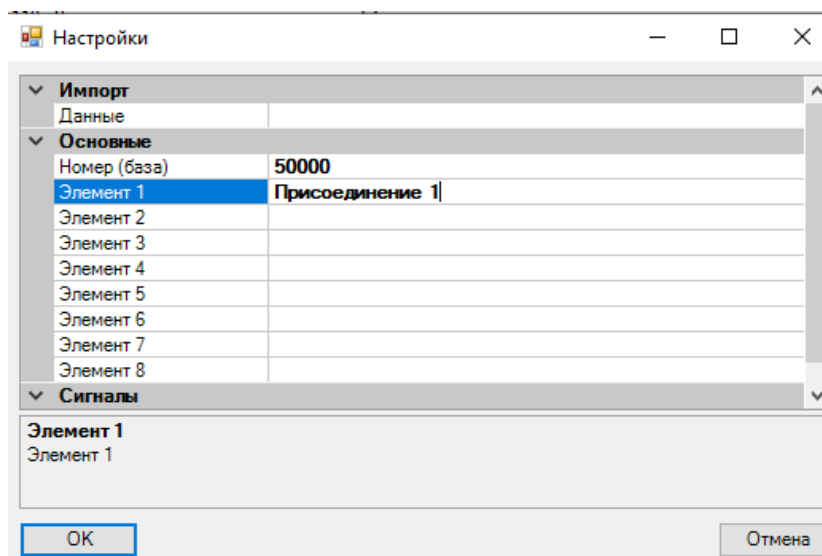 Настройки
Импорт
Данные
Основные
Номер (база) 50000
Элемент 1 Присоединение 1
Элемент 2
Элемент 3
Элемент 4
Элемент 5
Элемент 6
Элемент 7
Элемент 8
Сигналы
Элемент 1
Элемент 1
OK Отмена